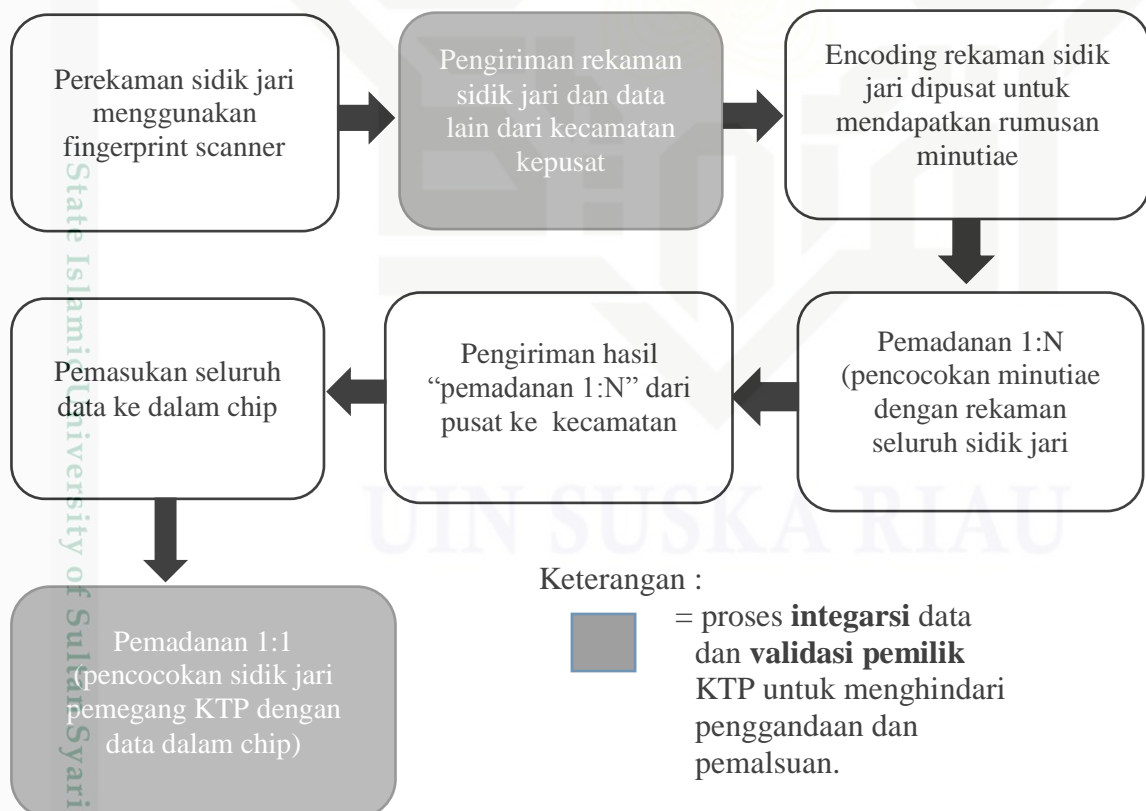 Perekaman sidik jari
menggunakan
fingerprint scanner
Pengiriman rekaman
sidik jari dan data
lain dari kecamatan
kepusat
Encoding rekaman sidik
jari dipusat untuk
mendapatkan rumusan
minutiae
Pemadanan 1:N
(pencocokan minutiae
dengan rekaman
seluruh sidik jari
Pengiriman hasil
“pemadanan 1:N” dari
pusat ke kecamatan
Pemasukan seluruh
data ke dalam chip
Pemadanan 1:1
(pencocokan sidik jari
pemegang KTP dengan
data dalam chip)
Keterangan :
= proses integarsi data
dan validasi pemilik
KTP untuk menghindari
penggandaan dan
pemalsuan.
State Islamic University of Sultan Syari
UIN SUSKA RIAU